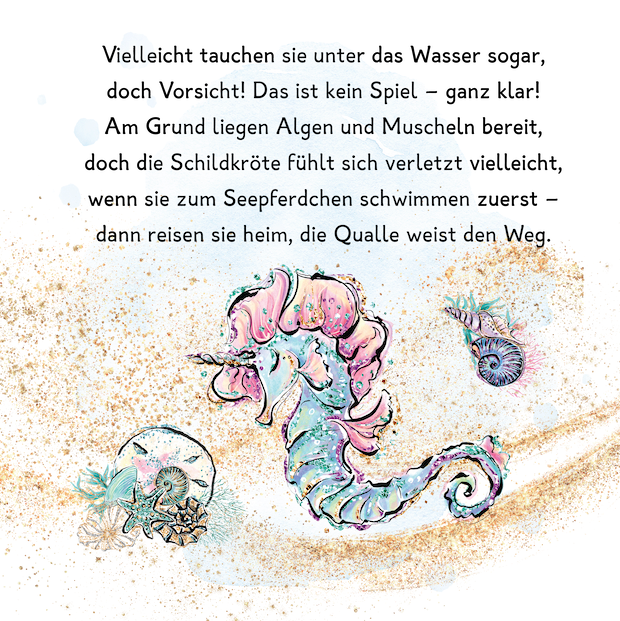 Vielleicht tauchen sie unter das Wasser sogar,
doch Vorsicht! Das ist kein Spiel – ganz klar!
Am Grund liegen Algen und Muscheln bereit,
doch die Schildkröte fühlt sich verletzt vielleicht,
wenn sie zum Seepferdchen schwimmen zuerst –
dann reisen sie heim, die Qualle weist den Weg.